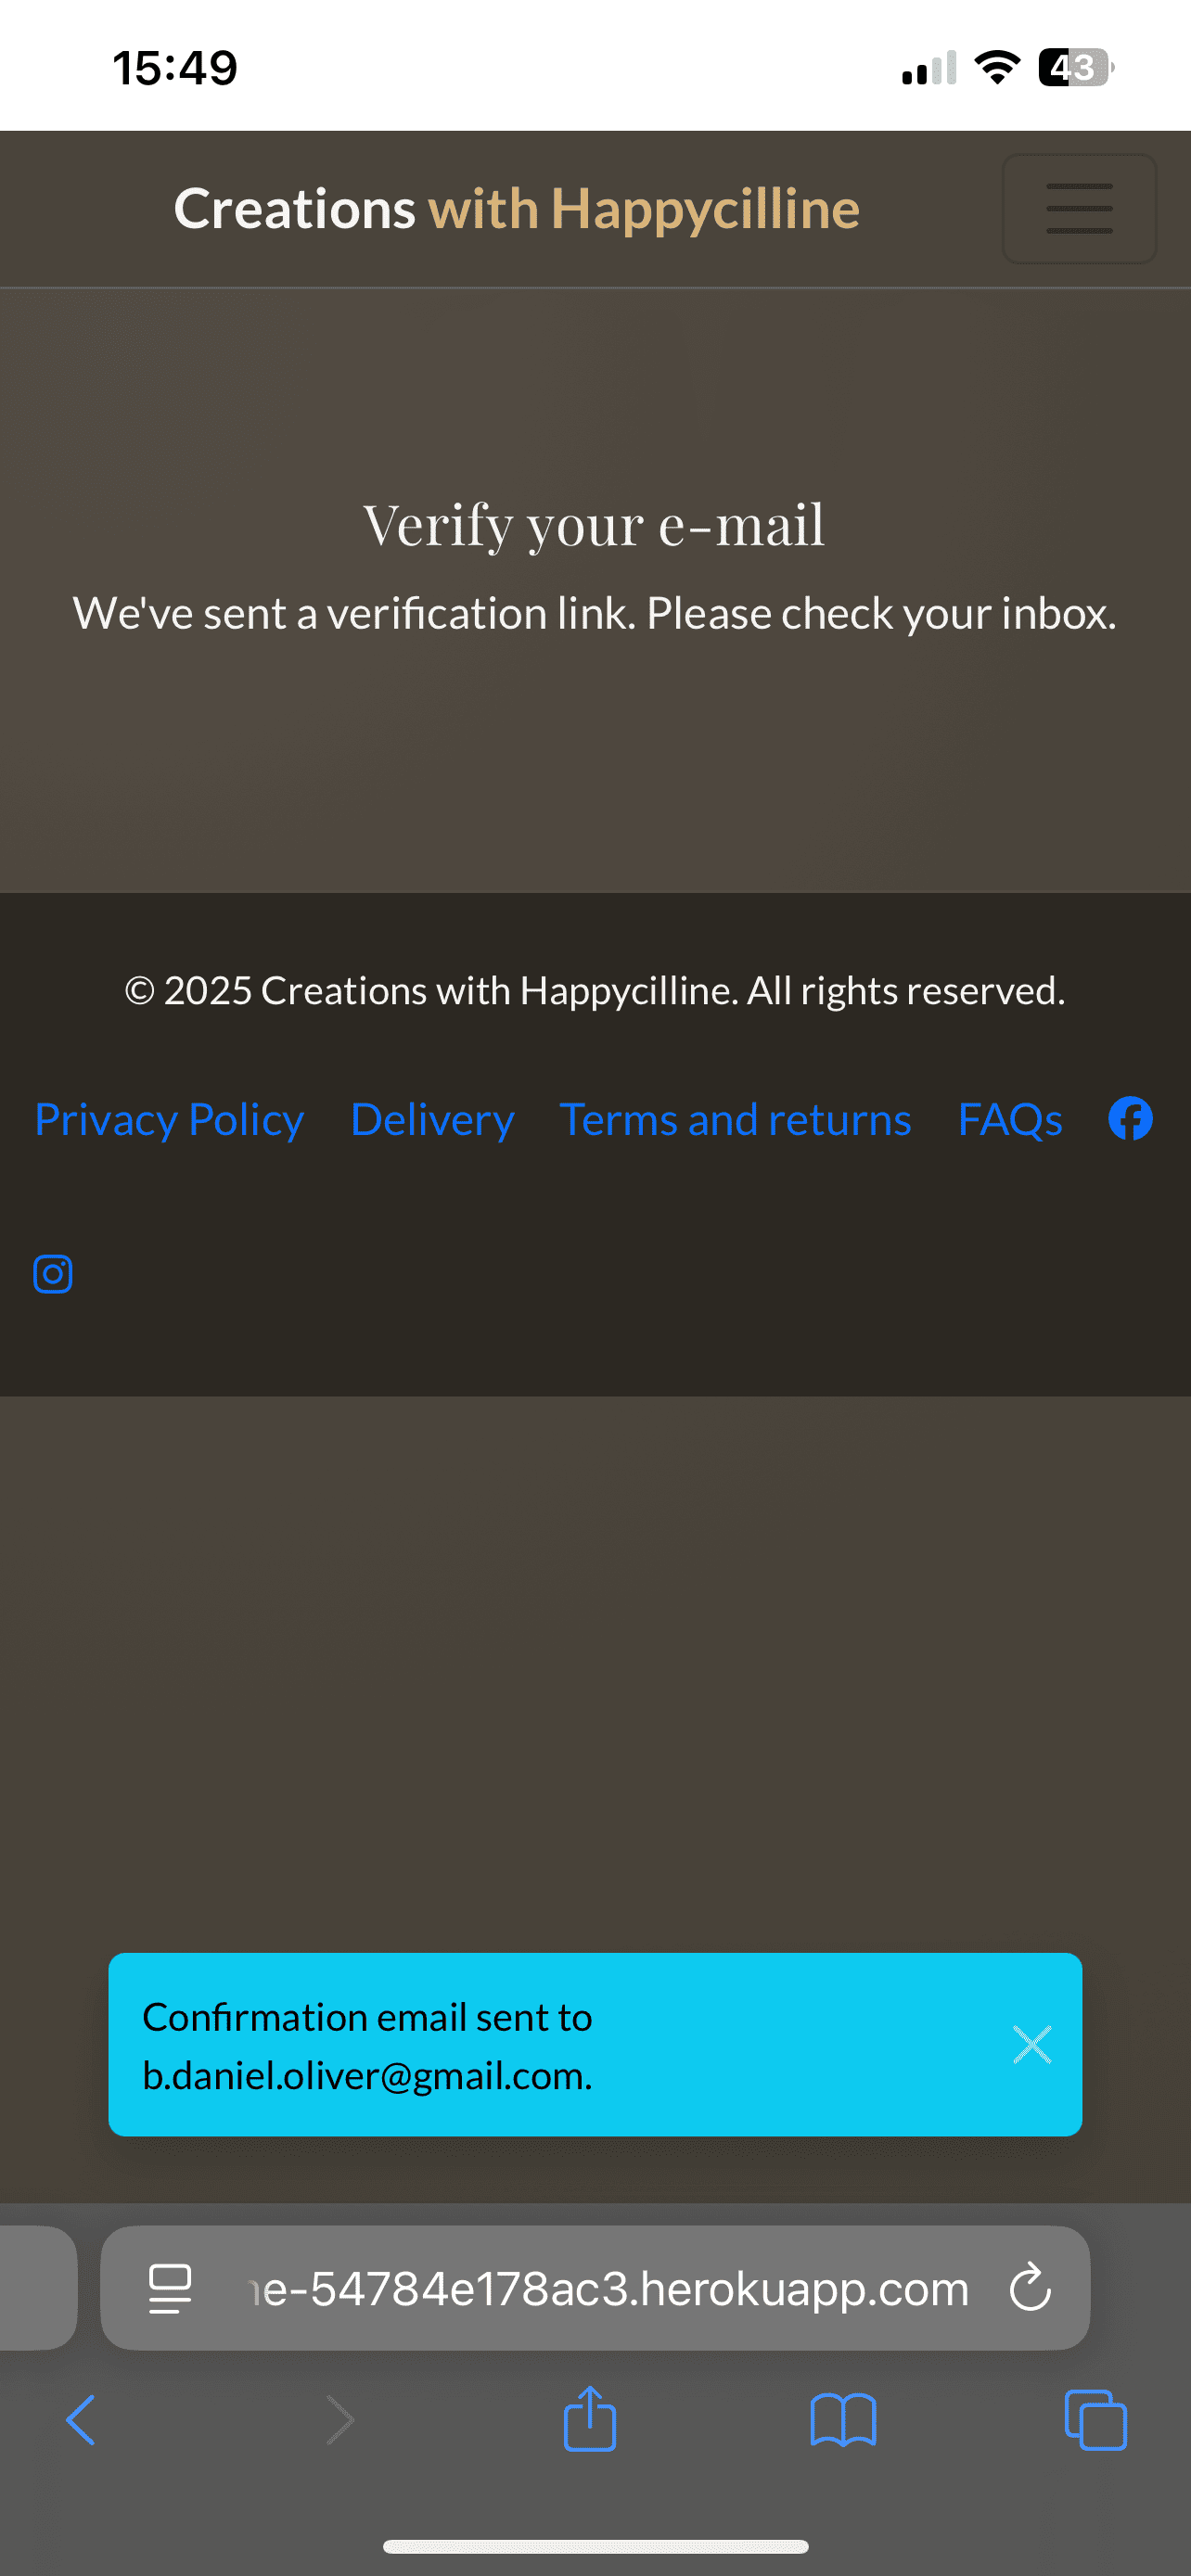 15:49
43
Creations with Happycilline
Verify your e-mail
We've sent a verification link. Please check your inbox.
© 2025 Creations with Happycilline. All rights reserved.
Privacy Policy Delivery Terms and returns FAQs
Confirmation email sent to
b.daniel.oliver@gmail.com.
e-54784e178ac3.herokuapp.com